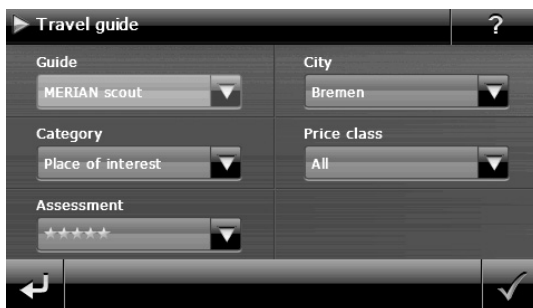 Travel guide
?
Guide
MERIAN scout
City
Bremen
Category
Place of interest
Price class
All
Assessment
★★★★★